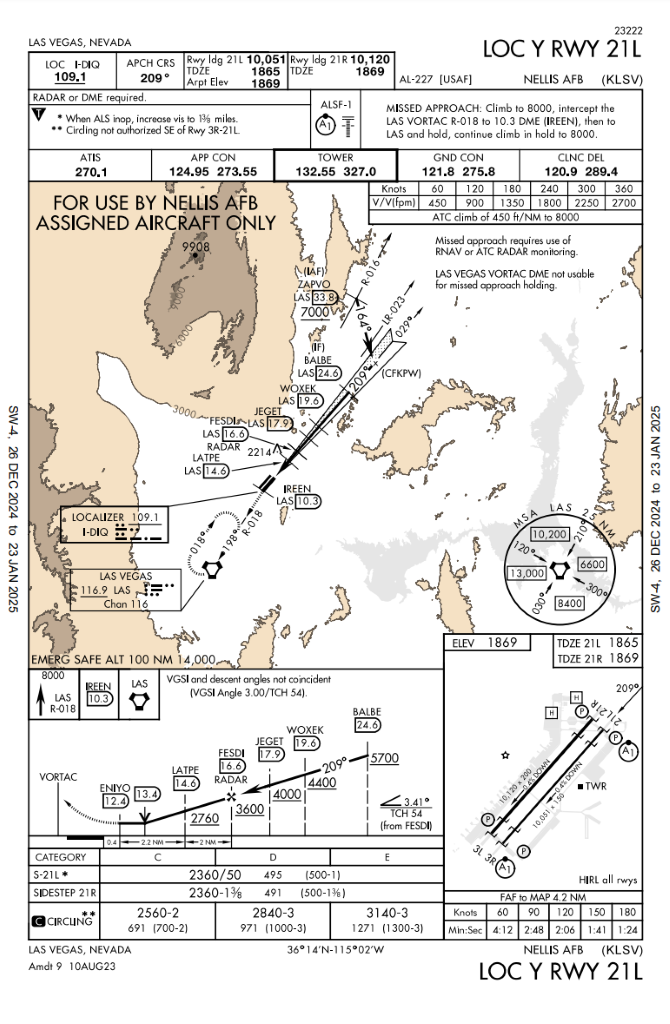 23222
LAS VEGAS, NEVADA
LOC Y RWY 21L
LOC I-DIQ
109.1
APCH CRS
209°
Rwy ldg 21L 10,051
TDZE 1865
Arpt Elev 1869
Rwy ldg 21R 10,120
TDZE 1869
AL-227 [USAF]
NELLIS AFB (KLSV)
RADAR or DME required.
T
* When ALS inop, increase vis to 1⅜ miles.
** Circling not authorized SE of Rwy 3R-21L.
ALSF-1
A1
MISSED APPROACH: Climb to 8000, intercept the
LAS VORTAC R-018 to 10.3 DME (IREEN), then to
LAS and hold, continue climb in hold to 8000.
ATIS
270.1
APP CON
124.95 273.55
TOWER
132.55 327.0
GND CON
121.8 275.8
CLNC DEL
120.9 289.4
Knots 60 120 180 240 300 360
V/V(fpm) 450 900 1350 1800 2250 2700
ATC climb of 450 ft/NM to 8000
FOR USE BY NELLIS AFB
ASSIGNED AIRCRAFT ONLY
Missed approach requires use of
RNAV or ATC RADAR monitoring.
LAS VEGAS VORTAC DME not usable
for missed approach holding.
9908
6000
3000
(IAF)
ZAPVO
LAS 33.8
7000
R-016
164°
LR-023
029°
(IF)
BALBE
LAS 24.6
209°
(CFKPW)
WOXEK
LAS 19.6
JEGET
LAS 17.9
FESDI
LAS 16.6
RADAR
2214
LATPE
LAS 14.6
IREEN
LAS 10.3
R-018
018°
198°
LOCALIZER 109.1
I-DIQ
LAS VEGAS
116.9 LAS
Chan 116
MSA LAS 25 NM
10,200
210°
120°
6600
13,000
300°
030°
8400
EMERG SAFE ALT 100 NM 14,000
SW-4, 26 DEC 2024 to 23 JAN 2025
SW-4, 26 DEC 2024 to 23 JAN 2025
ELEV 1869
TDZE 21L 1865
TDZE 21R 1869
8000
LAS
R-018
IREEN
10.3
LAS
VGSI and descent angles not coincident
(VGSI Angle 3.00/TCH 54).
VORTAC
ENIYO
12.4
13.4
LATPE
14.6
FESDI
16.6
RADAR
JEGET
17.9
WOXEK
19.6
BALBE
24.6
209°
5700
4400
4000
3600
2760
3.41°
TCH 54
(from FESDI)
0.4
2.2 NM
2 NM
209°
H
H
P
P
P
P
21L
21R
A1
10,120 x 200
0.4% DOWN
10,051 x 150
0.4% DOWN
TWR
3L
3R
A1
HIRL all rwys
CATEGORY C D E
S-21L * 2360/50 495 (500-1)
SIDESTEP 21R 2360-1⅜ 491 (500-1⅜)
C CIRCLING**
2560-2
691 (700-2)
2840-3
971 (1000-3)
3140-3
1271 (1300-3)
FAF to MAP 4.2 NM
Knots 60 90 120 150 180
Min:Sec 4:12 2:48 2:06 1:41 1:24
LAS VEGAS, NEVADA
Amdt 9 10AUG23
36°14'N-115°02'W
NELLIS AFB (KLSV)
LOC Y RWY 21L